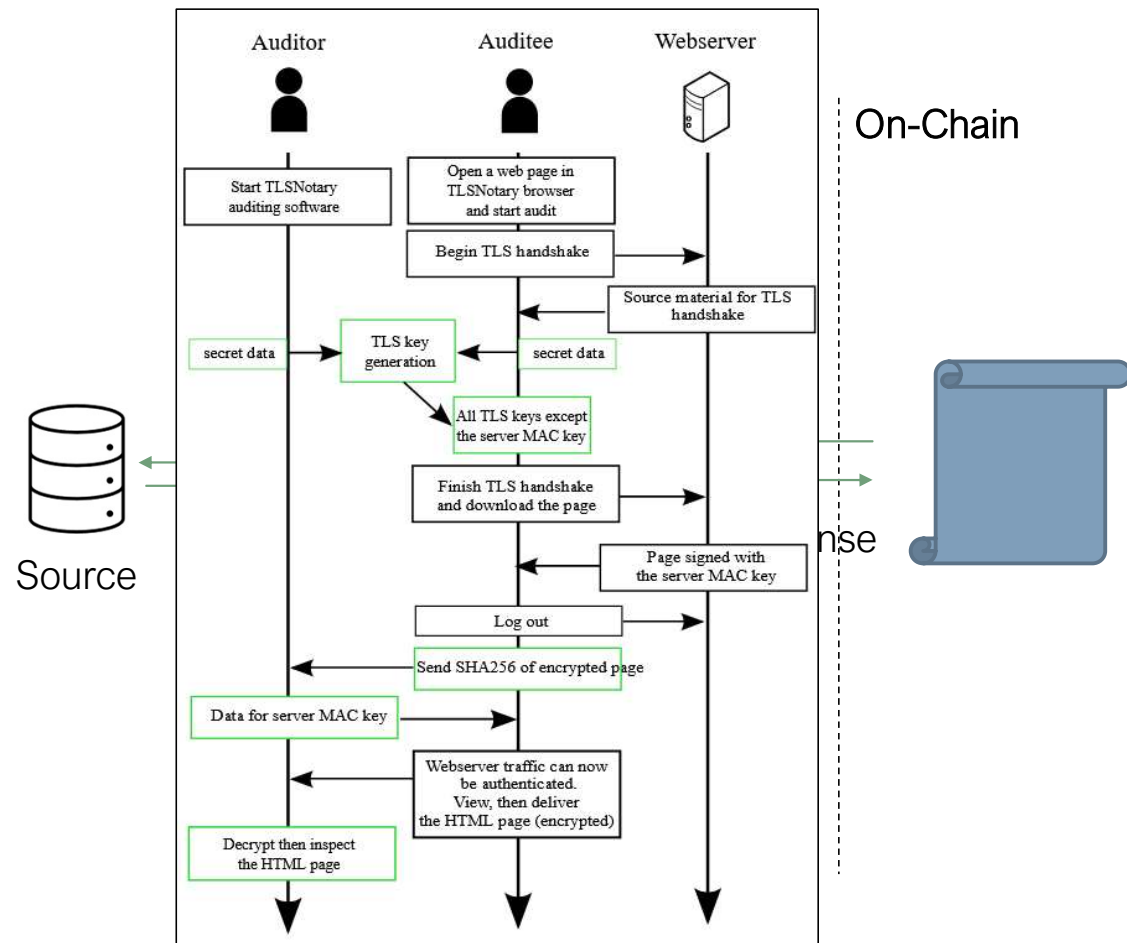 Auditor
Auditee
Webserver
On-Chain
Start TLSNotary
auditing software
Open a web page in
TLSNotary browser
and start audit
Begin TLS handshake
Source material for TLS
handshake
secret data
TLS key
generation
secret data
All TLS keys except
the server MAC key
Finish TLS handshake
and download the page
Source
nse
Page signed with
the server MAC key
Log out
Send SHA256 of encrypted page
Data for server MAC key
Webserver traffic can now
be authenticated.
View, then deliver
the HTML page (encrypted)
Decrypt then inspect
the HTML page